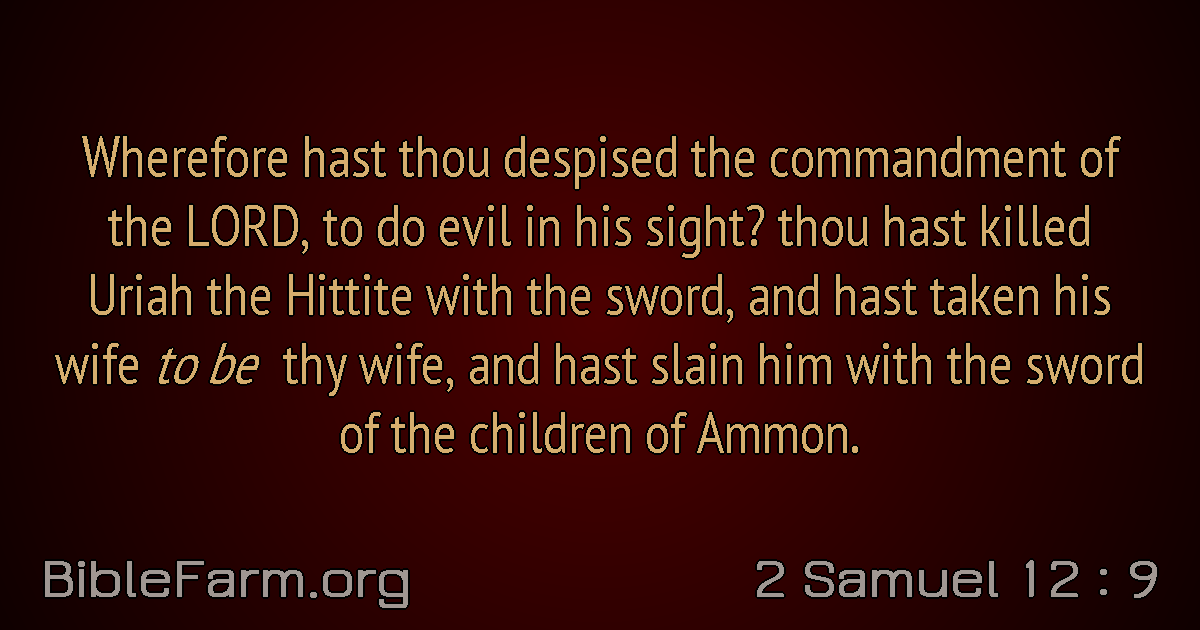 Wherefore hast thou despised the commandment of
the LORD, to do evil in his sight? thou hast killed
Uriah the Hittite with the sword, and hast taken his
wife to be thy wife, and hast slain him with the sword
of the children of Ammon.
BibleFarm.org
2 Samuel 12 : 9